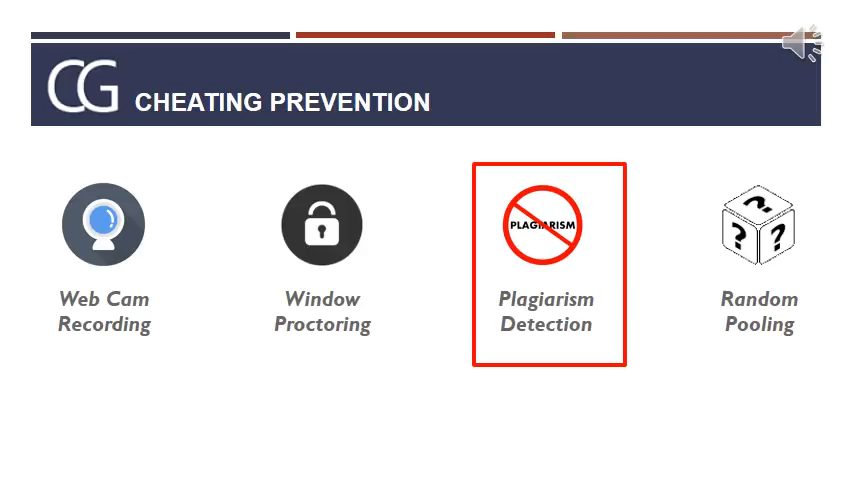 CG CHEATING PREVENTION
PLAGIARISM
? ? ?
Web Cam
Recording
Window
Proctoring
Plagiarism
Detection
Random
Pooling